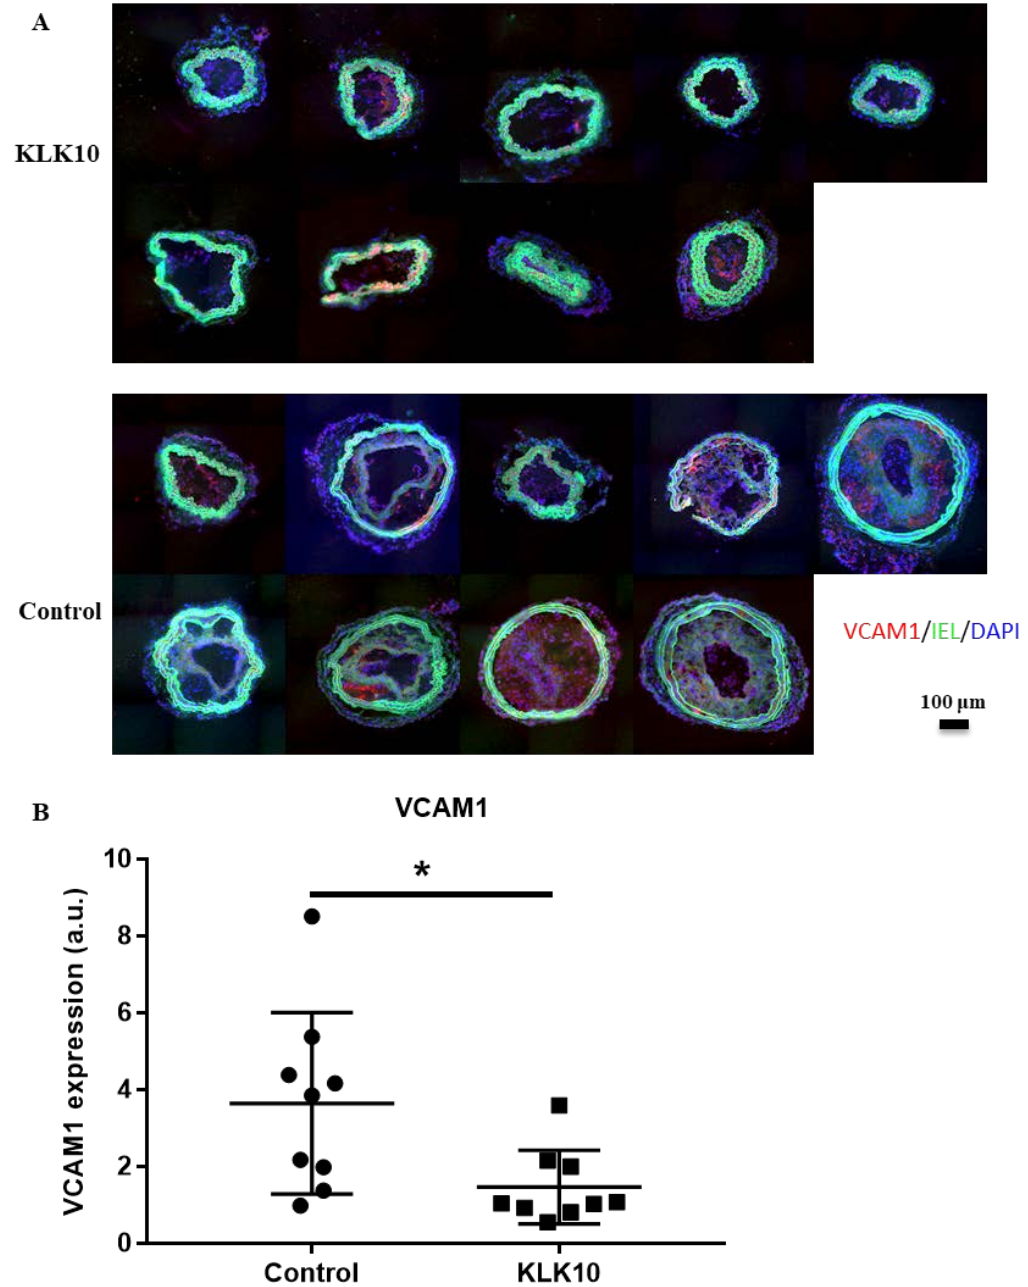 A
KLK10
Control
VCAM1/IEL/DAPI
100 µm
B
VCAM1
*
VCAM1 expression (a.u.)
10
8
6
4
2
0
Control
KLK10